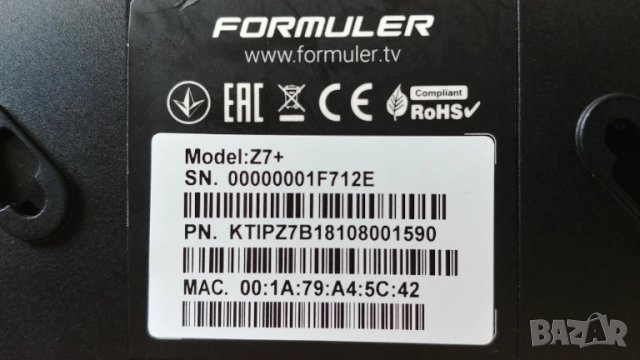 FORMULER
www.formuler.tv
EAC CE Compliant
RoHS
Model:Z7+
SN. 00000001F712E
PN. KTIPZ7B18108001590
MAC. 00:1A:79:A4:5C:42
BAZAR